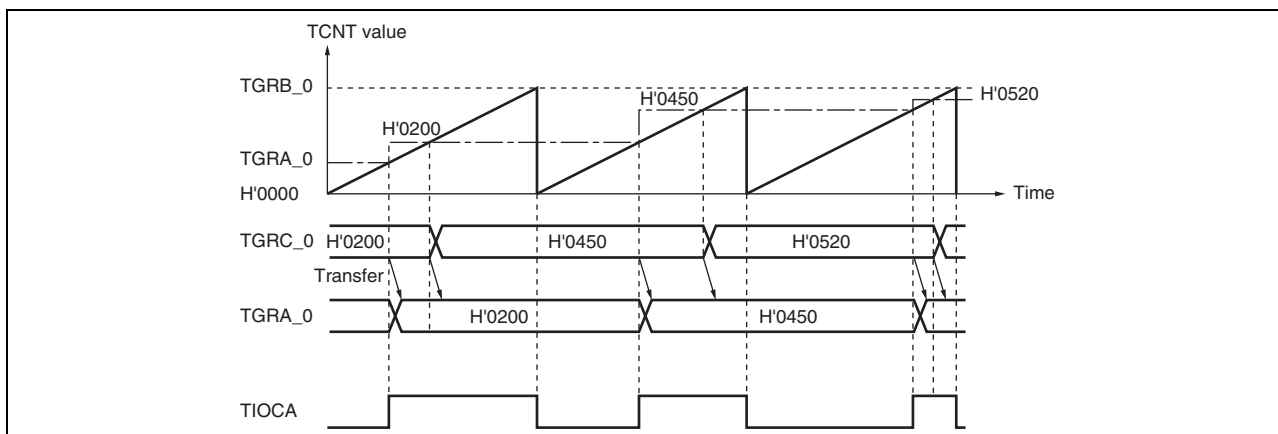 TCNT value
TGRB_0
H'0450
H'0520
H'0200
TGRA_0
H'0000
Time
TGRC_0 H'0200 H'0450 H'0520
Transfer
TGRA_0 H'0200 H'0450
TIOCA